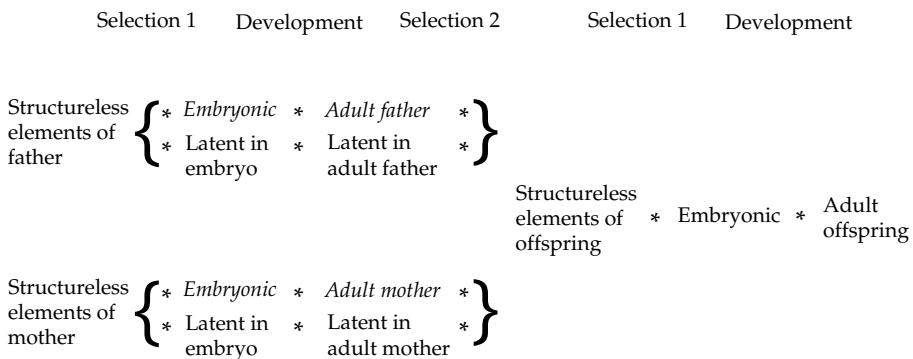 Selection 1 Development Selection 2 Selection 1 Development
Structureless
elements of
father
{ * Embryonic * Adult father * }
* Latent in
embryo
* Latent in
adult father
*
Structureless
elements of
offspring
* Embryonic * Adult
offspring
Structureless
elements of
mother
{ * Embryonic * Adult mother * }
* Latent in
embryo
* Latent in
adult mother
*